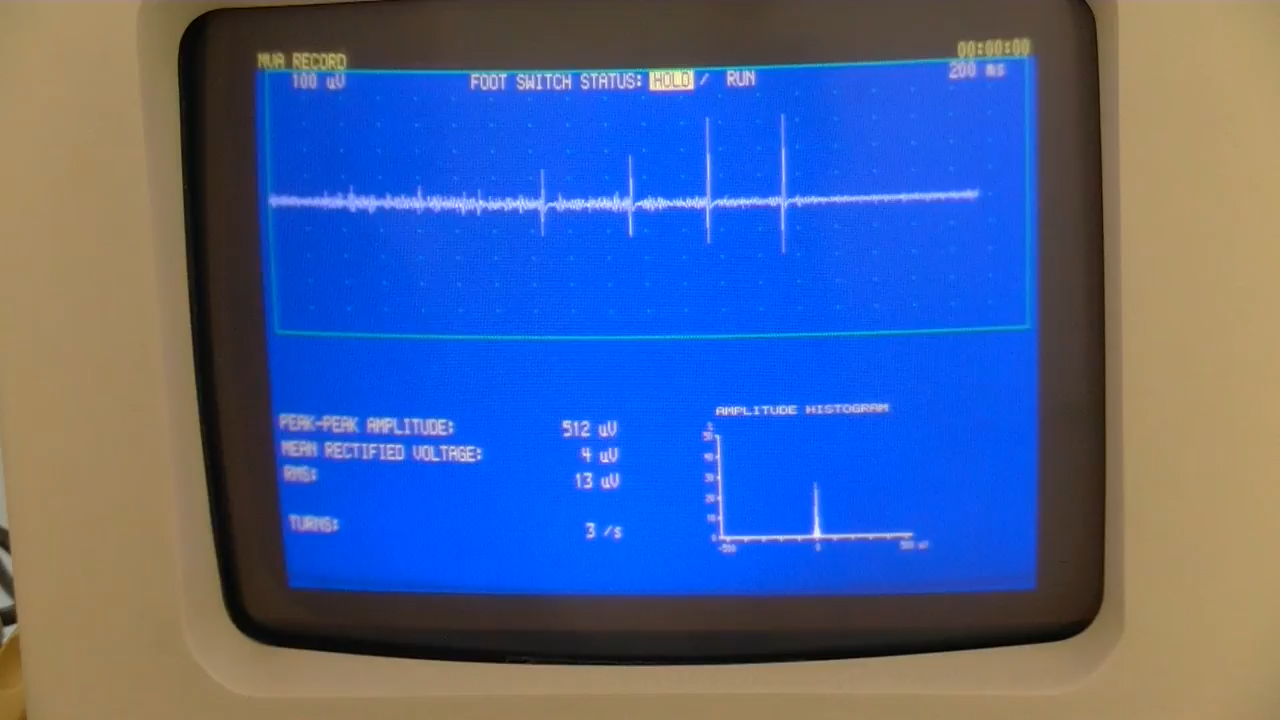 MVA RECORD 00:00:00
100 uV FOOT SWITCH STATUS: HOLD / RUN 200 ms
PEAK-PEAK AMPLITUDE: 512 uV
MEAN RECTIFIED VOLTAGE: 4 uV
RMS: 13 uV
TURNS: 3 /s
AMPLITUDE HISTOGRAM
50
40
30
20
10
0
-500 0 500